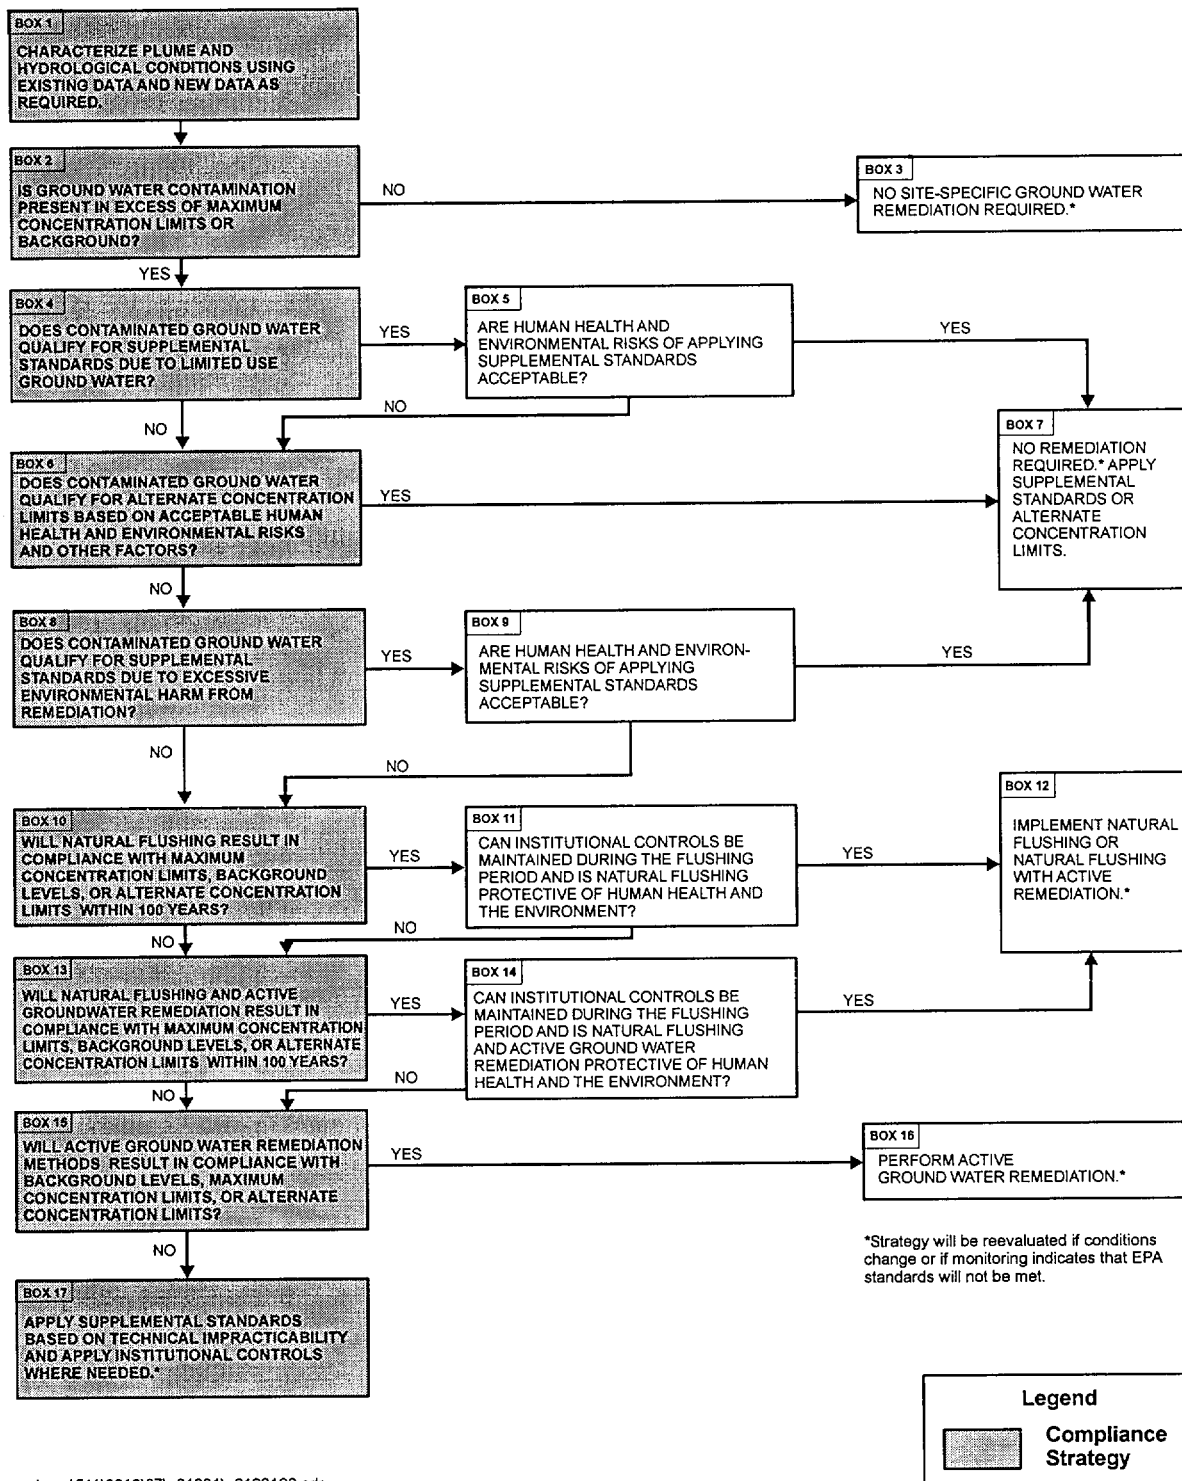 BOX 1
CHARACTERIZE PLUME AND
HYDROLOGICAL CONDITIONS USING
EXISTING DATA AND NEW DATA AS
REQUIRED.
BOX 2
IS GROUND WATER CONTAMINATION
PRESENT IN EXCESS OF MAXIMUM
CONCENTRATION LIMITS OR
BACKGROUND?
NO
BOX 3
NO SITE-SPECIFIC GROUND WATER
REMEDIATION REQUIRED.*
YES
BOX 4
DOES CONTAMINATED GROUND WATER
QUALIFY FOR SUPPLEMENTAL
STANDARDS DUE TO LIMITED USE
GROUND WATER?
YES
BOX 5
ARE HUMAN HEALTH AND
ENVIRONMENTAL RISKS OF APPLYING
SUPPLEMENTAL STANDARDS
ACCEPTABLE?
YES
NO
NO
BOX 6
DOES CONTAMINATED GROUND WATER
QUALIFY FOR ALTERNATE CONCENTRATION
LIMITS BASED ON ACCEPTABLE HUMAN
HEALTH AND ENVIRONMENTAL RISKS
AND OTHER FACTORS?
YES
BOX 7
NO REMEDIATION
REQUIRED.* APPLY
SUPPLEMENTAL
STANDARDS OR
ALTERNATE
CONCENTRATION
LIMITS.
NO
BOX 8
DOES CONTAMINATED GROUND WATER
QUALIFY FOR SUPPLEMENTAL
STANDARDS DUE TO EXCESSIVE
ENVIRONMENTAL HARM FROM
REMEDIATION?
YES
BOX 9
ARE HUMAN HEALTH AND ENVIRON-
MENTAL RISKS OF APPLYING
SUPPLEMENTAL STANDARDS
ACCEPTABLE?
YES
NO
NO
BOX 10
WILL NATURAL FLUSHING RESULT IN
COMPLIANCE WITH MAXIMUM
CONCENTRATION LIMITS, BACKGROUND
LEVELS, OR ALTERNATE CONCENTRATION
LIMITS WITHIN 100 YEARS?
YES
BOX 11
CAN INSTITUTIONAL CONTROLS BE
MAINTAINED DURING THE FLUSHING
PERIOD AND IS NATURAL FLUSHING
PROTECTIVE OF HUMAN HEALTH AND
THE ENVIRONMENT?
YES
BOX 12
IMPLEMENT NATURAL
FLUSHING OR
NATURAL FLUSHING
WITH ACTIVE
REMEDIATION.*
NO
NO
BOX 13
WILL NATURAL FLUSHING AND ACTIVE
GROUNDWATER REMEDIATION RESULT IN
COMPLIANCE WITH MAXIMUM CONCENTRATION
LIMITS, BACKGROUND LEVELS, OR ALTERNATE
CONCENTRATION LIMITS WITHIN 100 YEARS?
YES
BOX 14
CAN INSTITUTIONAL CONTROLS BE
MAINTAINED DURING THE FLUSHING
PERIOD AND IS NATURAL FLUSHING
AND ACTIVE GROUND WATER
REMEDIATION PROTECTIVE OF HUMAN
HEALTH AND THE ENVIRONMENT?
YES
NO
NO
BOX 15
WILL ACTIVE GROUND WATER REMEDIATION
METHODS RESULT IN COMPLIANCE WITH
BACKGROUND LEVELS, MAXIMUM
CONCENTRATION LIMITS, OR ALTERNATE
CONCENTRATION LIMITS?
YES
BOX 16
PERFORM ACTIVE
GROUND WATER REMEDIATION.*
NO
*Strategy will be reevaluated if conditions
change or if monitoring indicates that EPA
standards will not be met.
BOX 17
APPLY SUPPLEMENTAL STANDARDS
BASED ON TECHNICAL IMPRACTICABILITY
AND APPLY INSTITUTIONAL CONTROLS
WHERE NEEDED.*
Legend
Compliance
Strategy